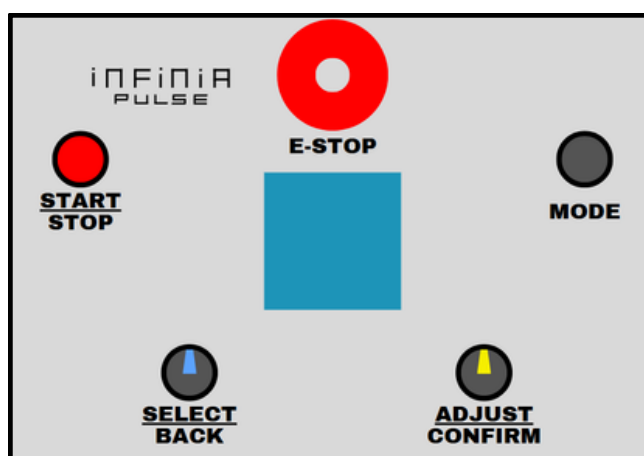 iNFiNiA
PULSE
E-STOP
START
STOP
MODE
SELECT
BACK
ADJUST
CONFIRM